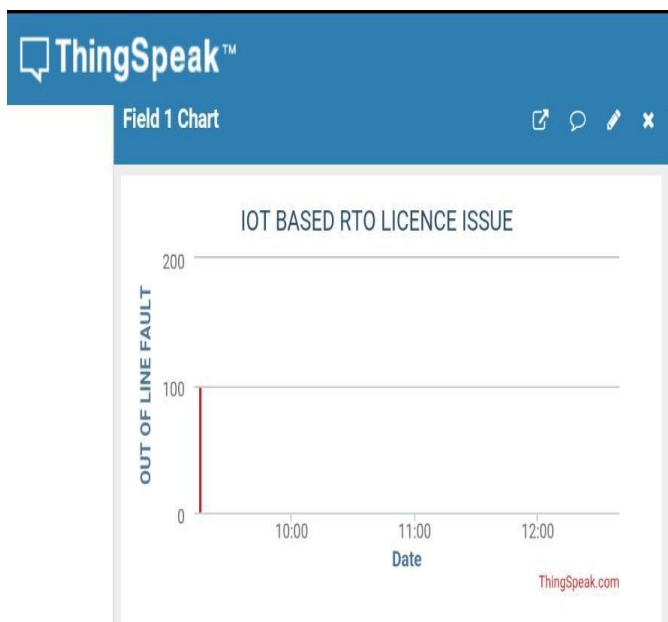 ThingSpeak™
Field 1 Chart
IOT BASED RTO LICENCE ISSUE
OUT OF LINE FAULT
200
100
0
10:00 11:00 12:00
Date
ThingSpeak.com